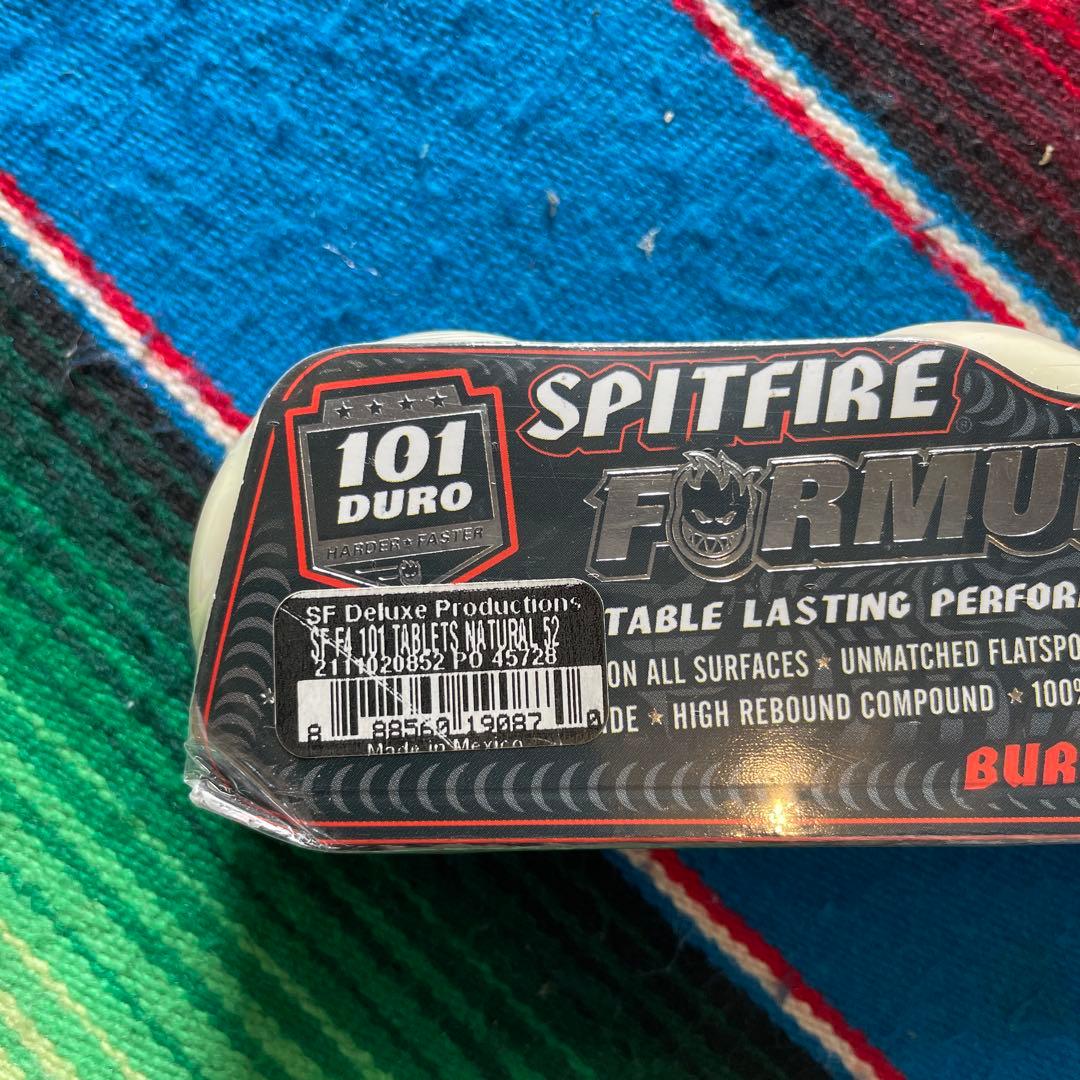 SPITFIRE
101
DURO
HARDER★FASTER
FORMU
SF Deluxe Productions
SF F4 101 TABLETS NATURAL 52
2111020852 PO 45728
8 88560 19087 0
Made in Mexico
TABLE LASTING PERFOR
ON ALL SURFACES ★ UNMATCHED FLATSPO
DE ★ HIGH REBOUND COMPOUND ★ 100%
BUR